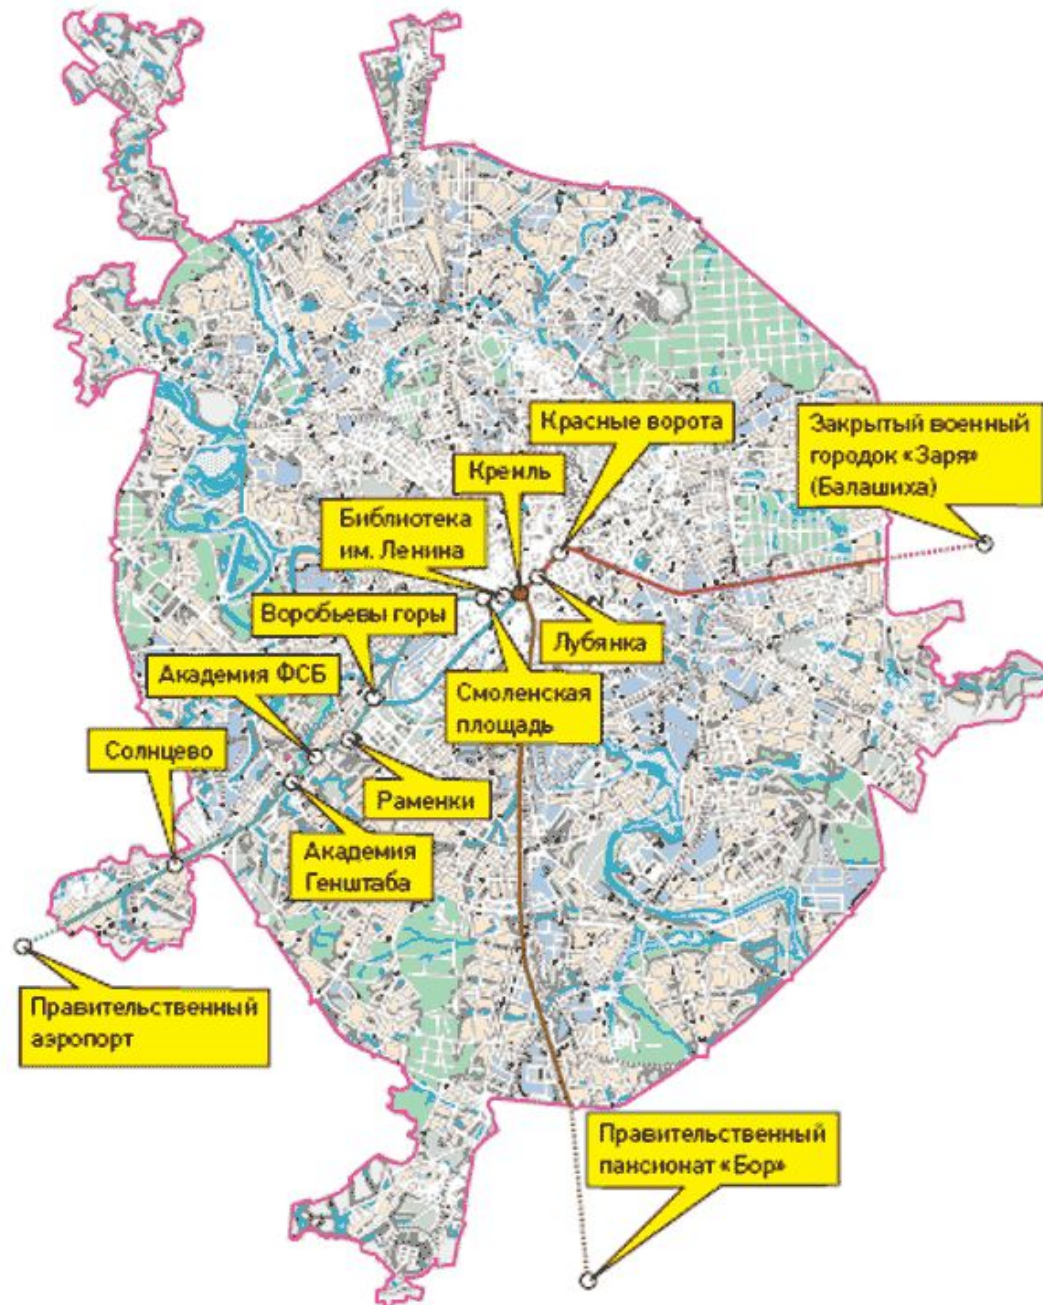 Красные ворота
Закрытый военный
городок «Заря»
(Балашиха)
Кремль
Библиотека
им. Ленина
Воробьевы горы
Лубянка
Академия ФСБ
Смоленская
площадь
Солнцево
Раменки
Академия
Генштаба
Правительственный
аэропорт
Правительственный
пансионат «Бор»